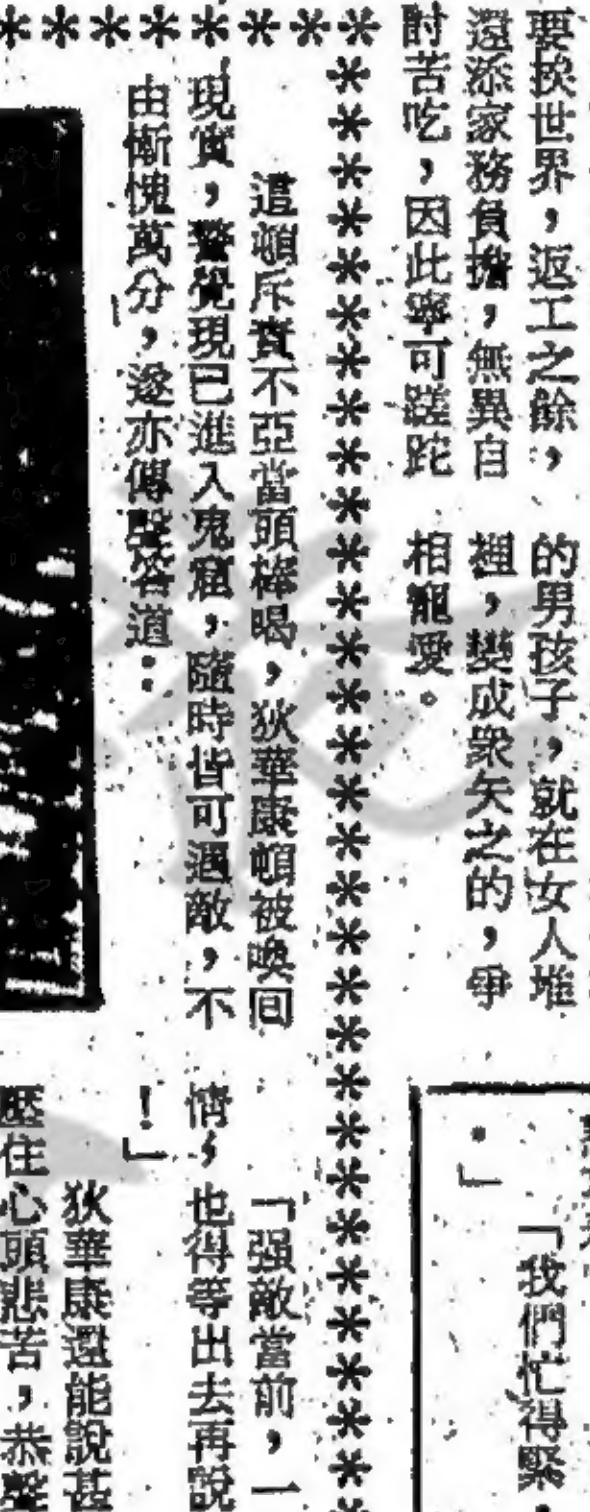 要挨世界，返工之餘，
還添家務負擔，無異自
討苦吃，因此寧可蹉跎
的男孩子，就在女人堆
裡，變成衆矢之的，爭
相寵愛。
「我們忙得緊
。」
這頓斥責不亞當頭棒喝，狄華康頓被喚回
現實，警覺現已進入鬼窟，隨時皆可遇敵，不
由慚愧萬分，遂亦傳聲答道：
「强敵當前，一
情，也得等出去再說
！」
狄華康還能說甚
壓住心頭悲苦，恭聲